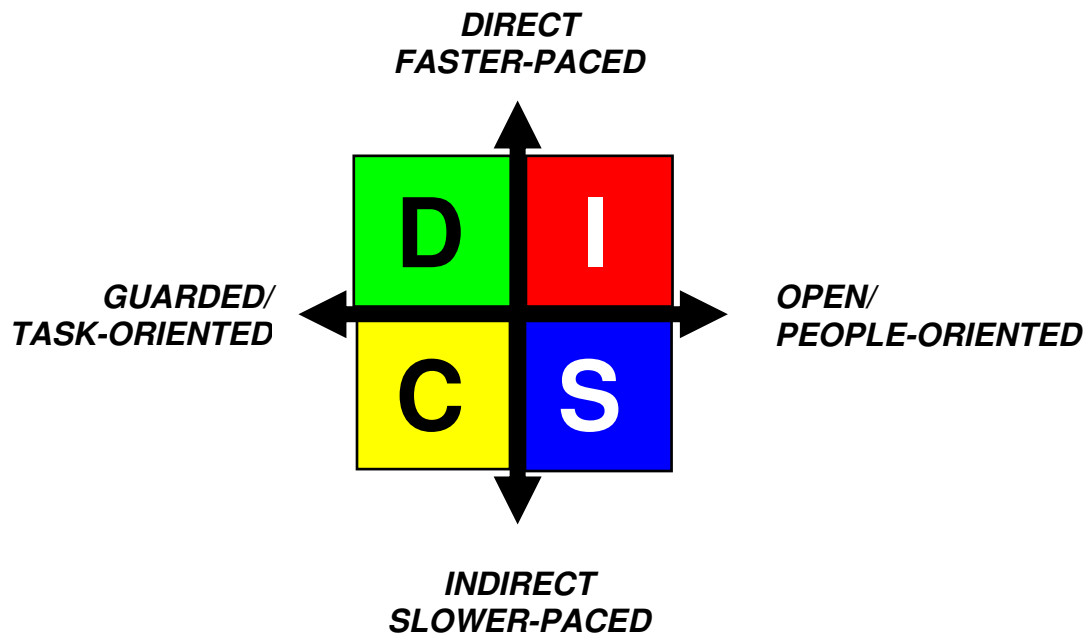 DIRECT
FASTER-PACED
D I
GUARDED/
TASK-ORIENTED
OPEN/
PEOPLE-ORIENTED
C S
INDIRECT
SLOWER-PACED